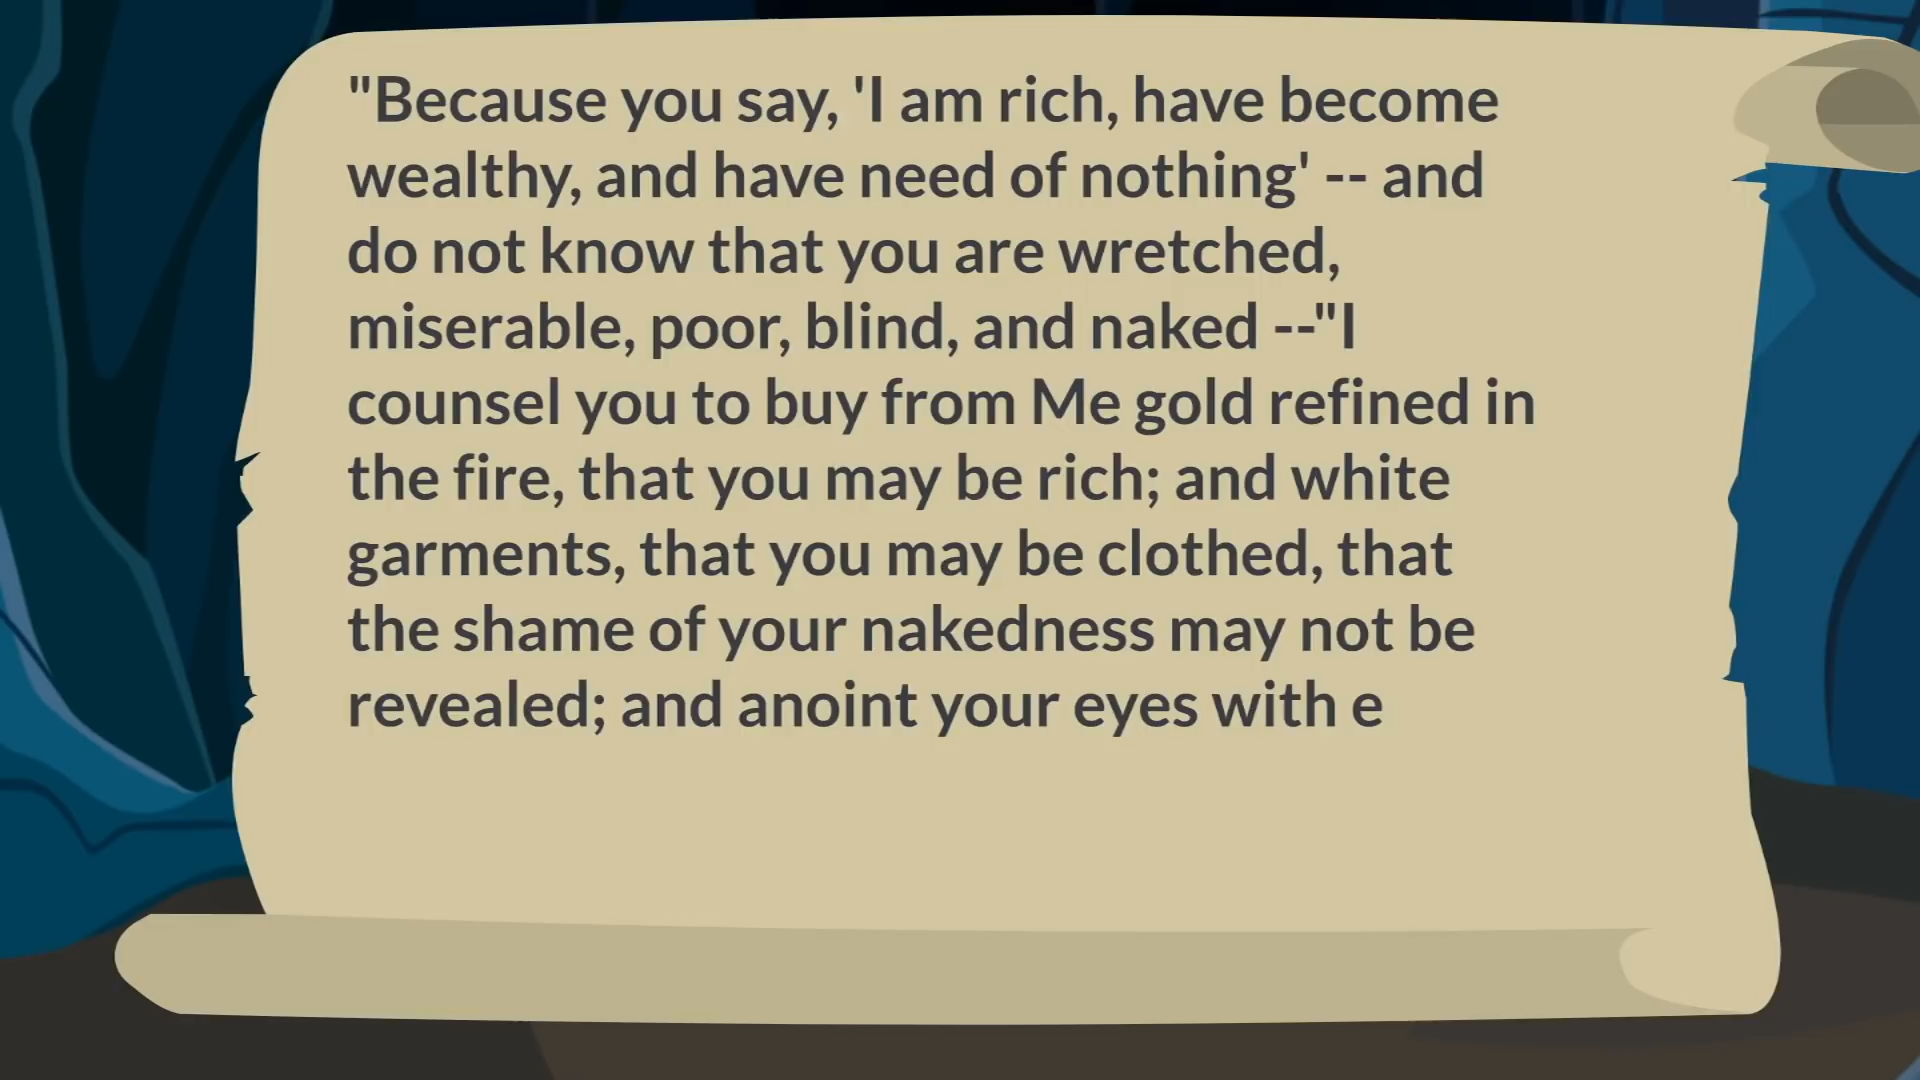 "Because you say, 'I am rich, have become
wealthy, and have need of nothing' -- and
do not know that you are wretched,
miserable, poor, blind, and naked --"I
counsel you to buy from Me gold refined in
the fire, that you may be rich; and white
garments, that you may be clothed, that
the shame of your nakedness may not be
revealed; and anoint your eyes with e